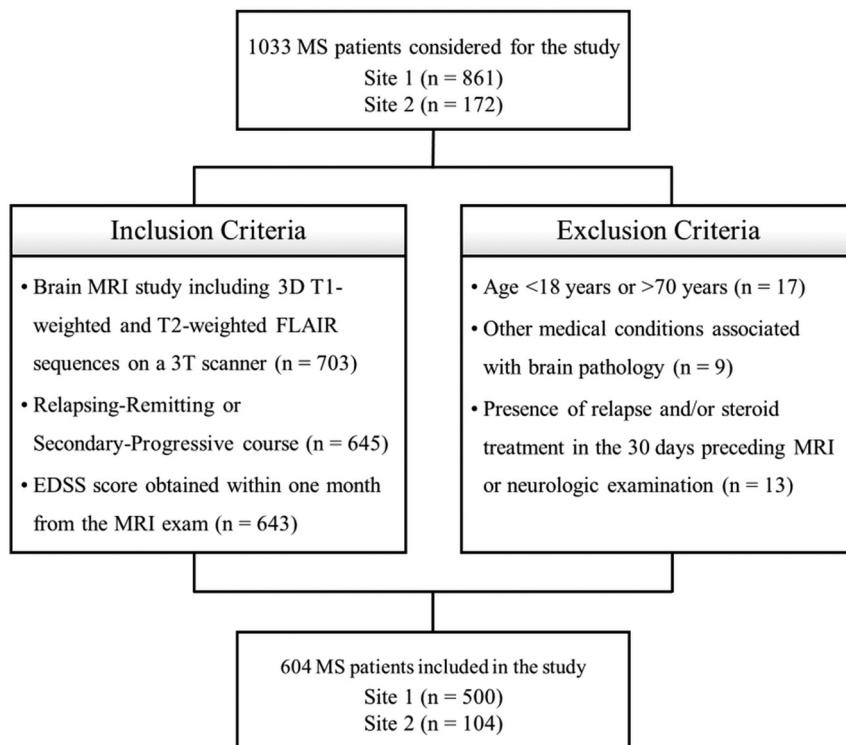 1033 MS patients considered for the study
Site 1 (n = 861)
Site 2 (n = 172)
Inclusion Criteria
• Brain MRI study including 3D T1-
weighted and T2-weighted FLAIR
sequences on a 3T scanner (n = 703)
• Relapsing-Remitting or
Secondary-Progressive course (n = 645)
• EDSS score obtained within one month
from the MRI exam (n = 643)
Exclusion Criteria
• Age <18 years or >70 years (n = 17)
• Other medical conditions associated
with brain pathology (n = 9)
• Presence of relapse and/or steroid
treatment in the 30 days preceding MRI
or neurologic examination (n = 13)
604 MS patients included in the study
Site 1 (n = 500)
Site 2 (n = 104)